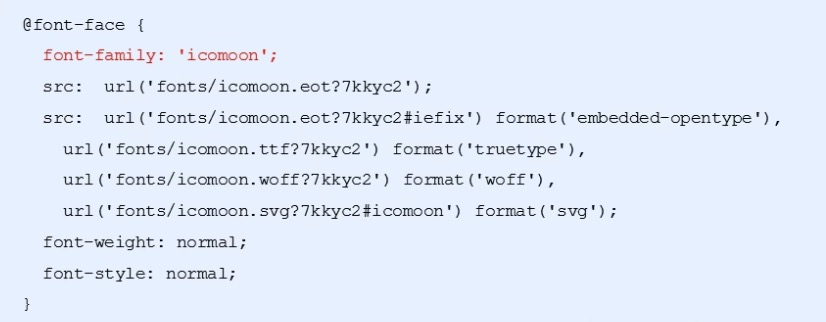 @font-face {
font-family: 'icomoon';
src:  url('fonts/icomoon.eot?7kkyc2');
src:  url('fonts/icomoon.eot?7kkyc2#iefix') format('embedded-opentype'),
url('fonts/icomoon.ttf?7kkyc2') format('truetype'),
url('fonts/icomoon.woff?7kkyc2') format('woff'),
url('fonts/icomoon.svg?7kkyc2#icomoon') format('svg');
font-weight: normal;
font-style: normal;
}